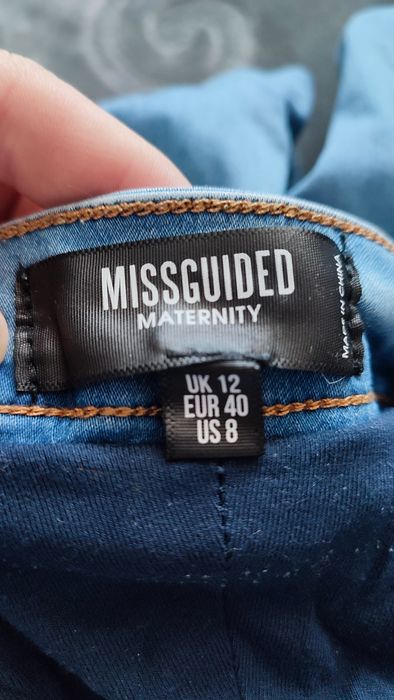 MISSGUIDED
MATERNITY
MADE IN CHINA
UK 12
EUR 40
US 8